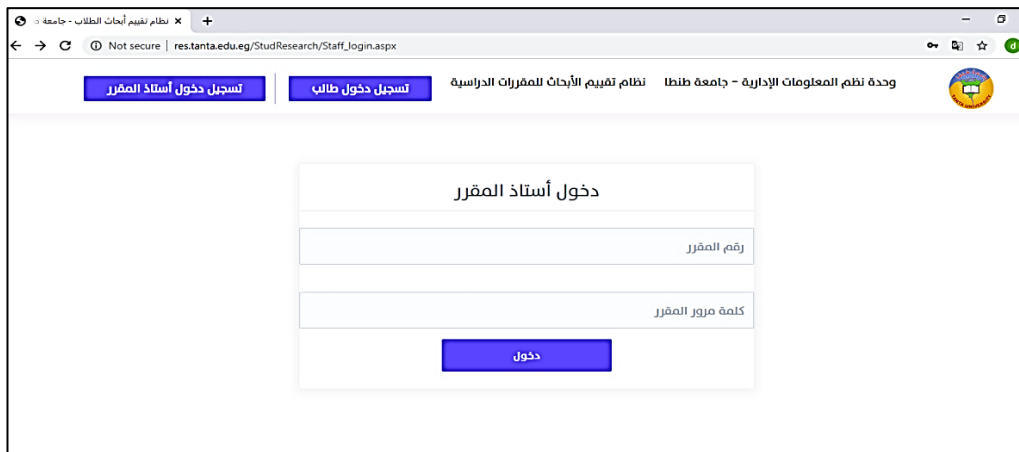 نظام تقييم أبحاث الطلاب - جامعة
Not secure | res.tanta.edu.eg/StudResearch/Staff_login.aspx
وحدة نظم المعلومات الإدارية - جامعة طنطا نظام تقييم الأبحاث للمقررات الدراسية
تسجيل دخول طالب
تسجيل دخول أستاذ المقرر
دخول أستاذ المقرر
رقم المقرر
كلمة مرور المقرر
دخول
d